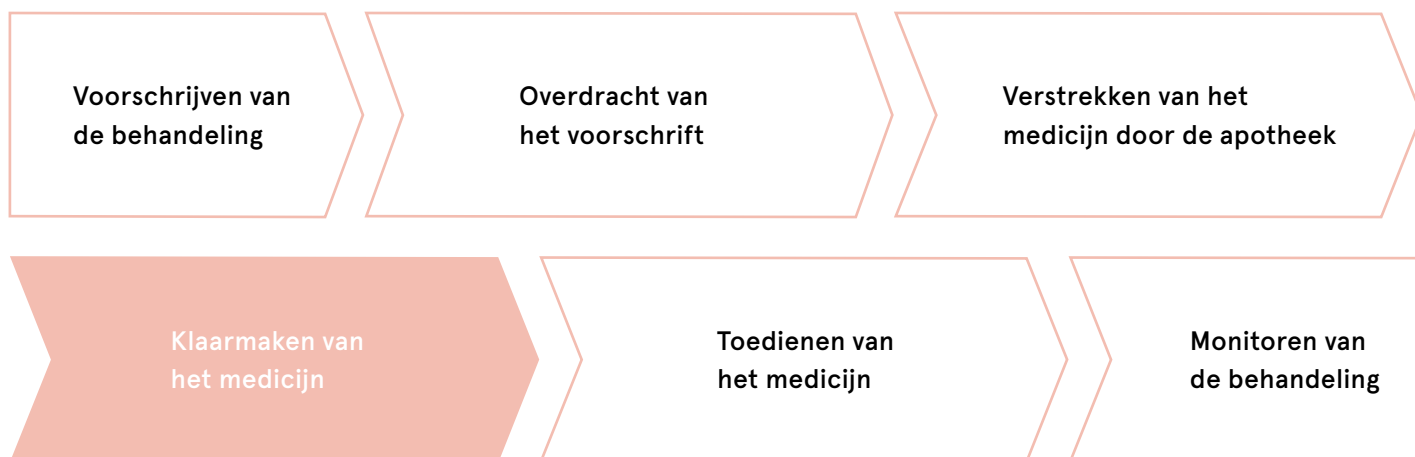 Voorschrijven van
de behandeling
Overdracht van
het voorschrift
Verstrekken van het
medicijn door de apotheek
Klaarmaken van
het medicijn
Toedienen van
het medicijn
Monitoren van
de behandeling